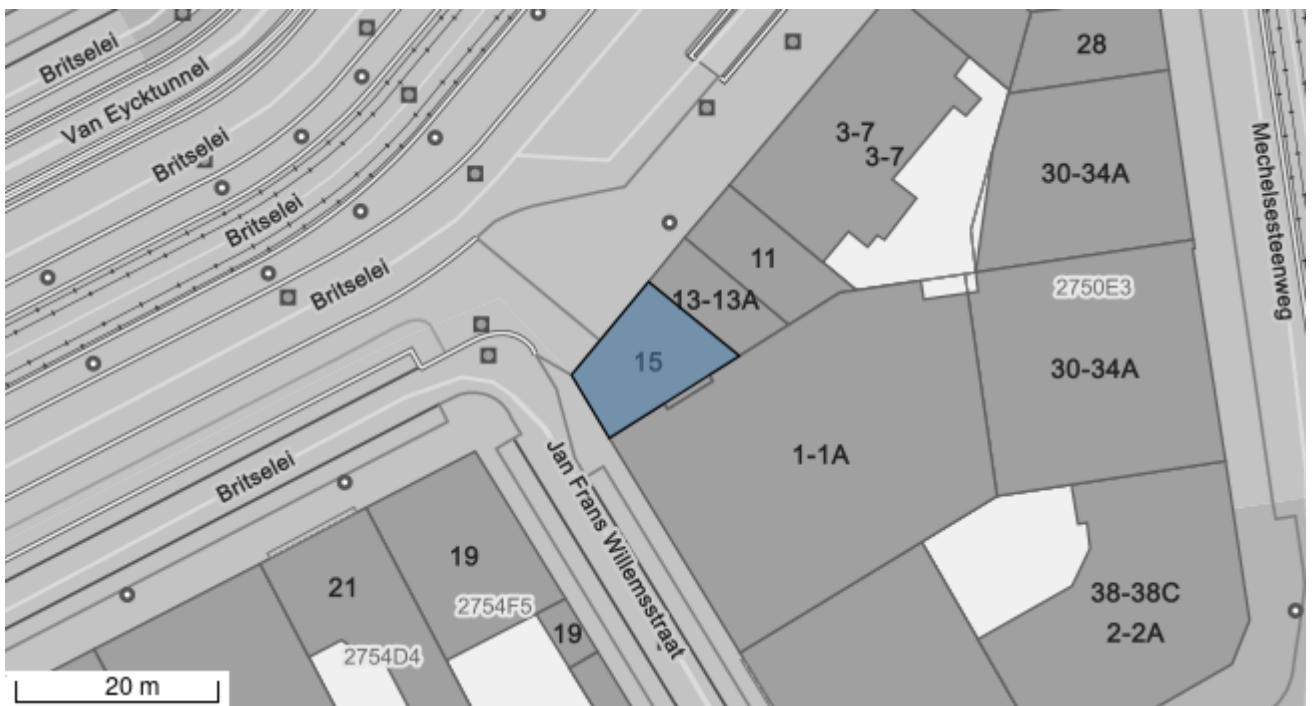 Britselei
28
Van Eycktunnel
3-7
3-7
Britselei
30-34A
Mechelsesteenweg
Britselei
11
Britselei
13-13A
2750E3
15
30-34A
1-1A
Britselei
Jan Frans Willemsstraat
19
21
2754F5
38-38C
2-2A
19
2754D4
20 m